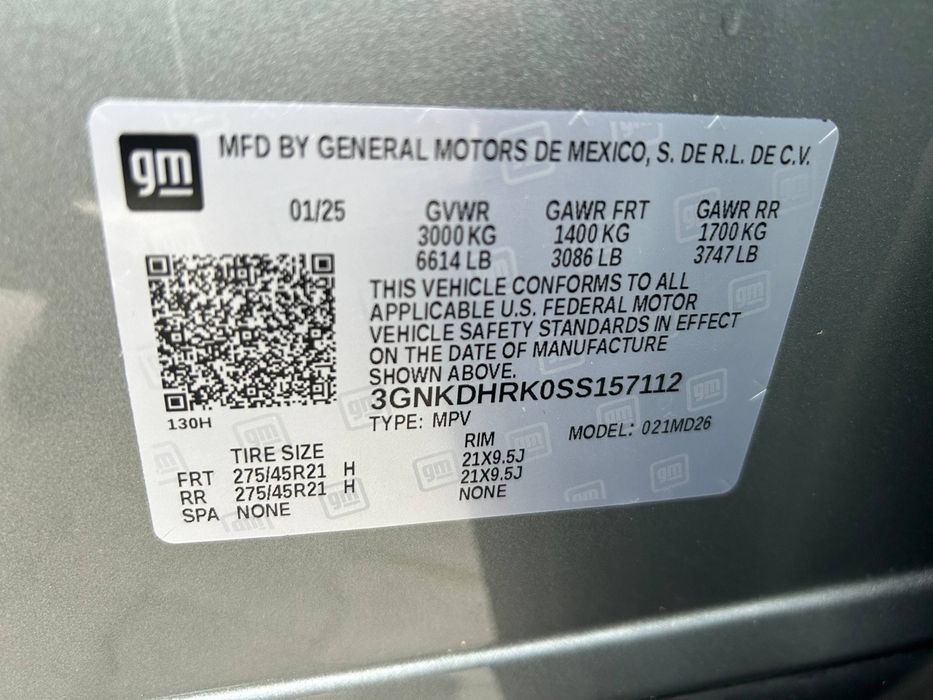 gm MFD BY GENERAL MOTORS DE MEXICO, S. DE R.L. DE C.V.
01/25 GVWR GAWR FRT GAWR RR
3000 KG 1400 KG 1700 KG
6614 LB 3086 LB 3747 LB
THIS VEHICLE CONFORMS TO ALL
APPLICABLE U.S. FEDERAL MOTOR
VEHICLE SAFETY STANDARDS IN EFFECT
ON THE DATE OF MANUFACTURE
SHOWN ABOVE.
3GNKDHRK0SS157112
130H TYPE: MPV MODEL: 021MD26
TIRE SIZE RIM
FRT 275/45R21 H 21X9.5J
RR 275/45R21 H 21X9.5J
SPA NONE NONE